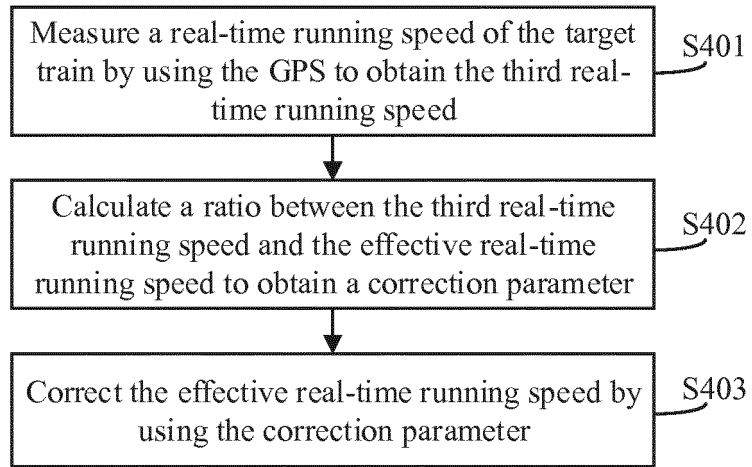 Measure a real-time running speed of the target
train by using the GPS to obtain the third real-
time running speed
S401
Calculate a ratio between the third real-time
running speed and the effective real-time
running speed to obtain a correction parameter
S402
Correct the effective real-time running speed by
using the correction parameter
S403